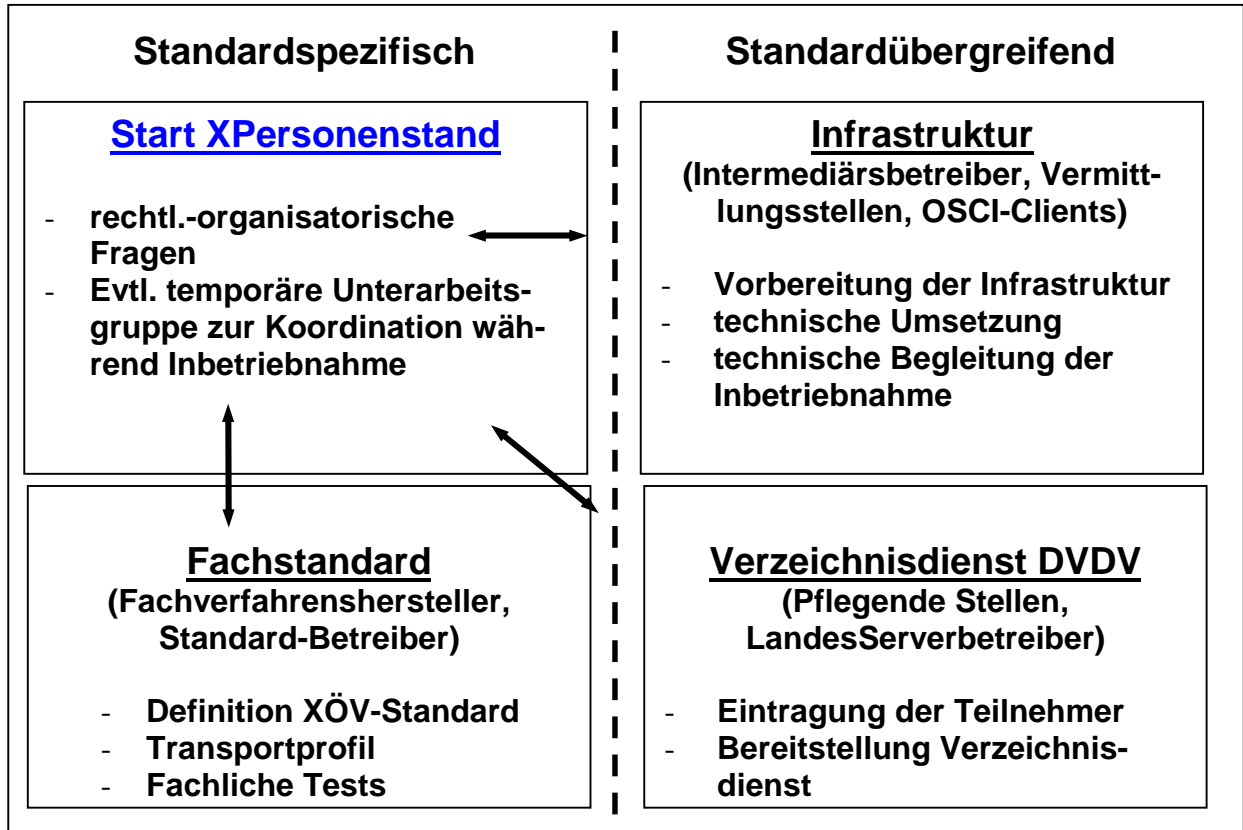 Standardspezifisch
Standardübergreifend
Start XPersonenstand
- rechtl.-organisatorische
Fragen
- Evtl. temporäre Unterarbeits-
gruppe zur Koordination wäh-
rend Inbetriebnahme
Infrastruktur
(Intermediärsbetreiber, Vermitt-
lungsstellen, OSCI-Clients)
- Vorbereitung der Infrastruktur
- technische Umsetzung
- technische Begleitung der
Inbetriebnahme
Fachstandard
(Fachverfahrenshersteller,
Standard-Betreiber)
- Definition XÖV-Standard
- Transportprofil
- Fachliche Tests
Verzeichnisdienst DVDV
(Pflegende Stellen,
LandesServerbetreiber)
- Eintragung der Teilnehmer
- Bereitstellung Verzeichnis-
dienst